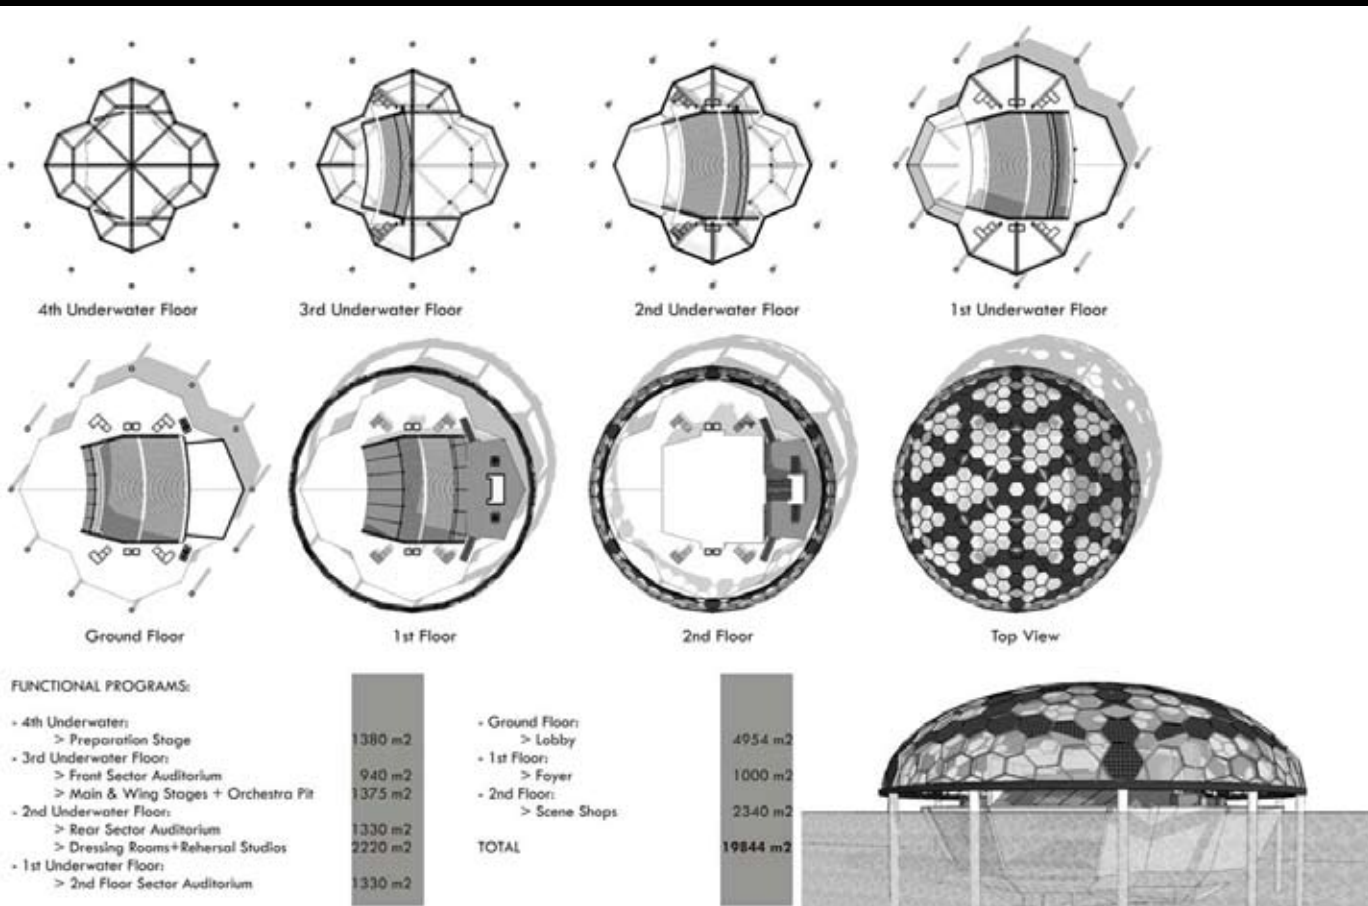 4th Underwater Floor
3rd Underwater Floor
2nd Underwater Floor
1st Underwater Floor
Ground Floor
1st Floor
2nd Floor
Top View
FUNCTIONAL PROGRAMS:
- 4th Underwater:
> Preparation Stage 1380 m2
- 3rd Underwater Floor:
> Front Sector Auditorium 940 m2
> Main & Wing Stages + Orchestra Pit 1375 m2
- 2nd Underwater Floor:
> Rear Sector Auditorium 1330 m2
> Dressing Rooms+Rehersal Studios 2220 m2
- 1st Underwater Floor:
> 2nd Floor Sector Auditorium 1330 m2
- Ground Floor:
> Lobby 4954 m2
- 1st Floor:
> Foyer 1000 m2
- 2nd Floor:
> Scene Shops 2340 m2
TOTAL 19844 m2